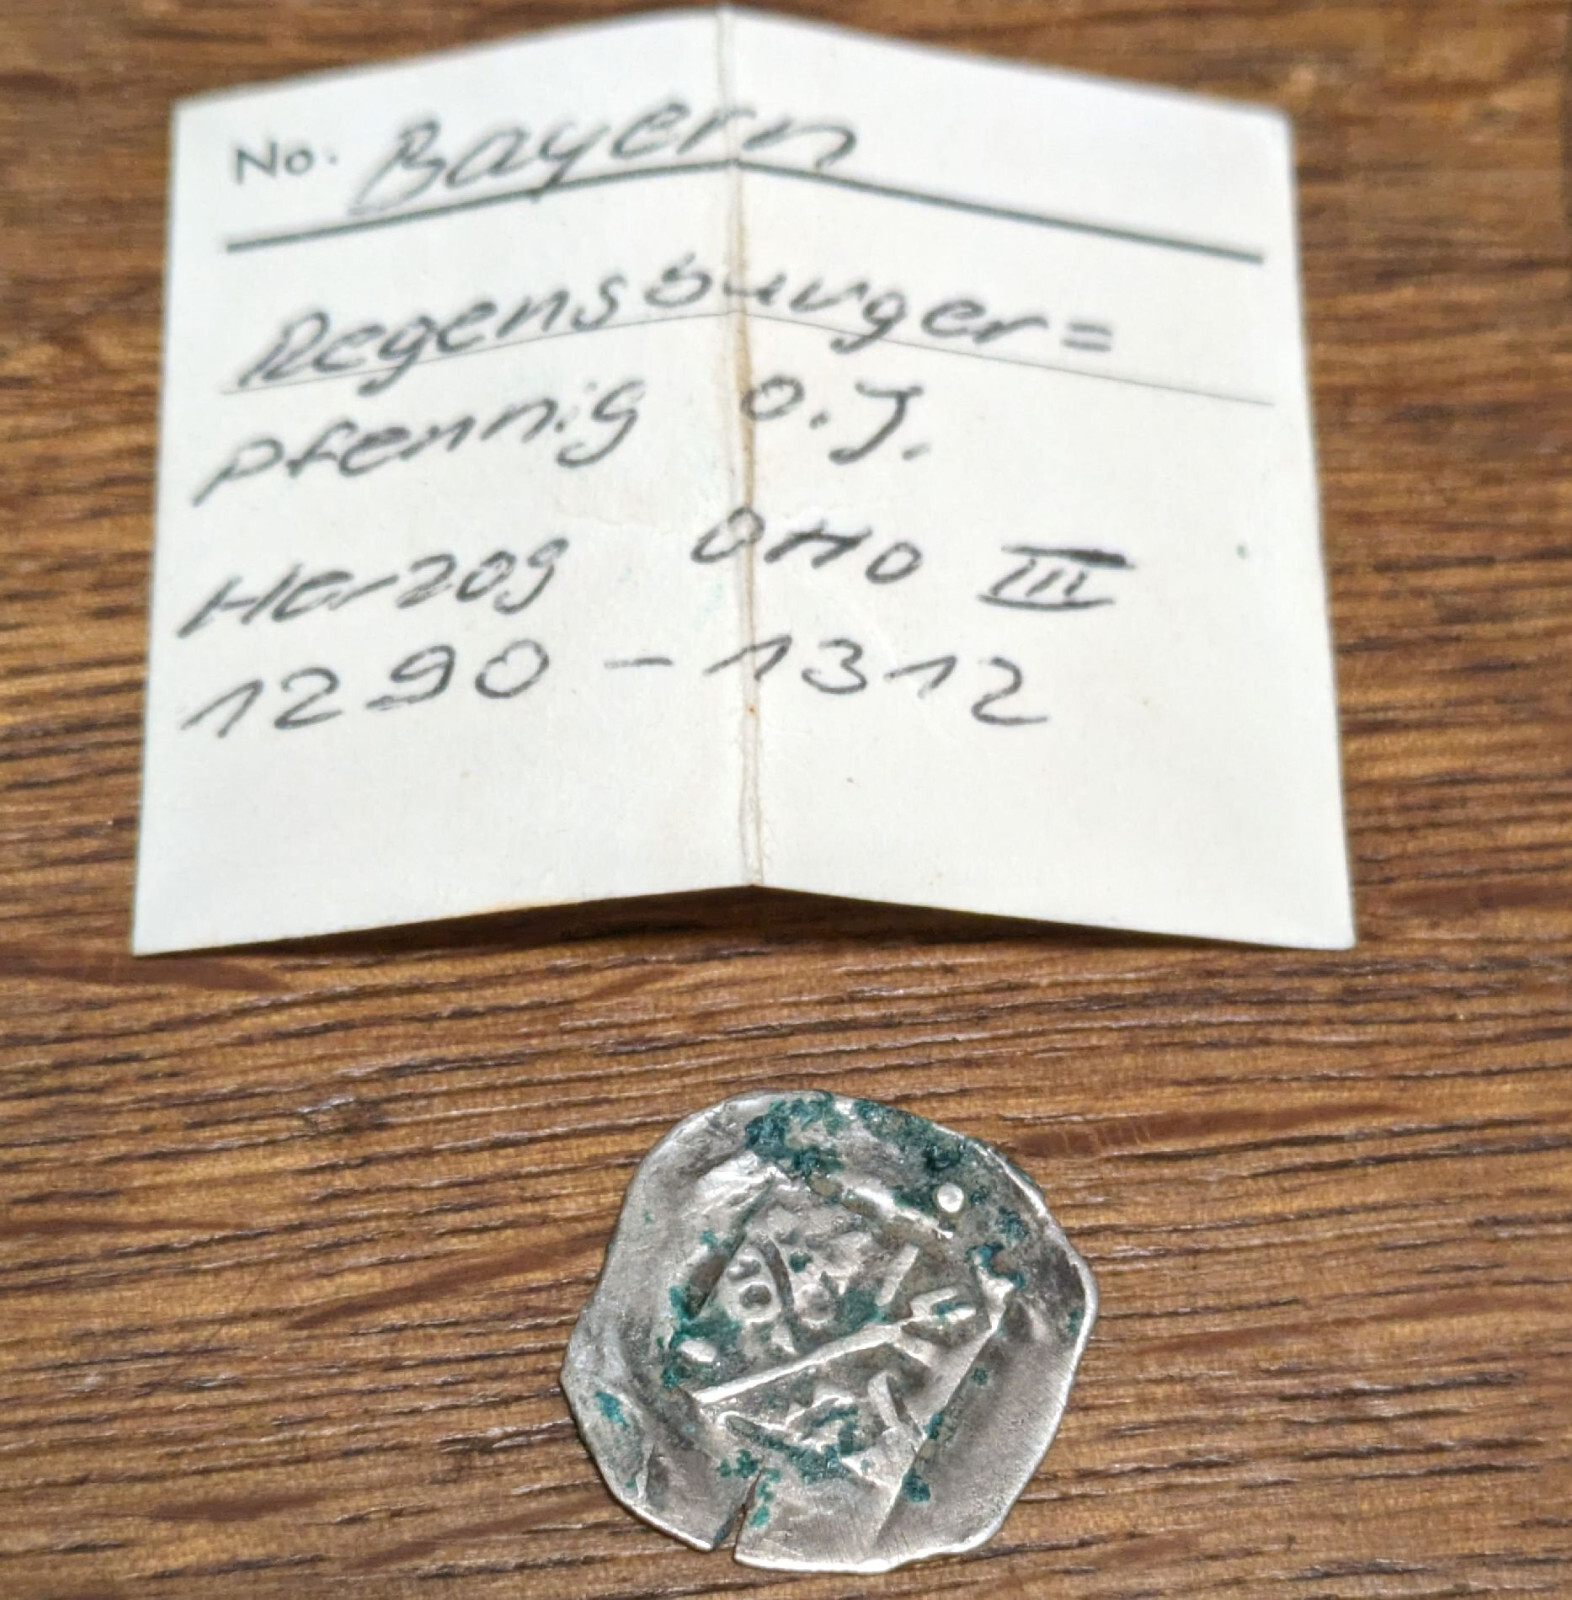 No. Bayern
Regensburger=
pfennig o.J.
Herzog Otto III
1290 - 1312